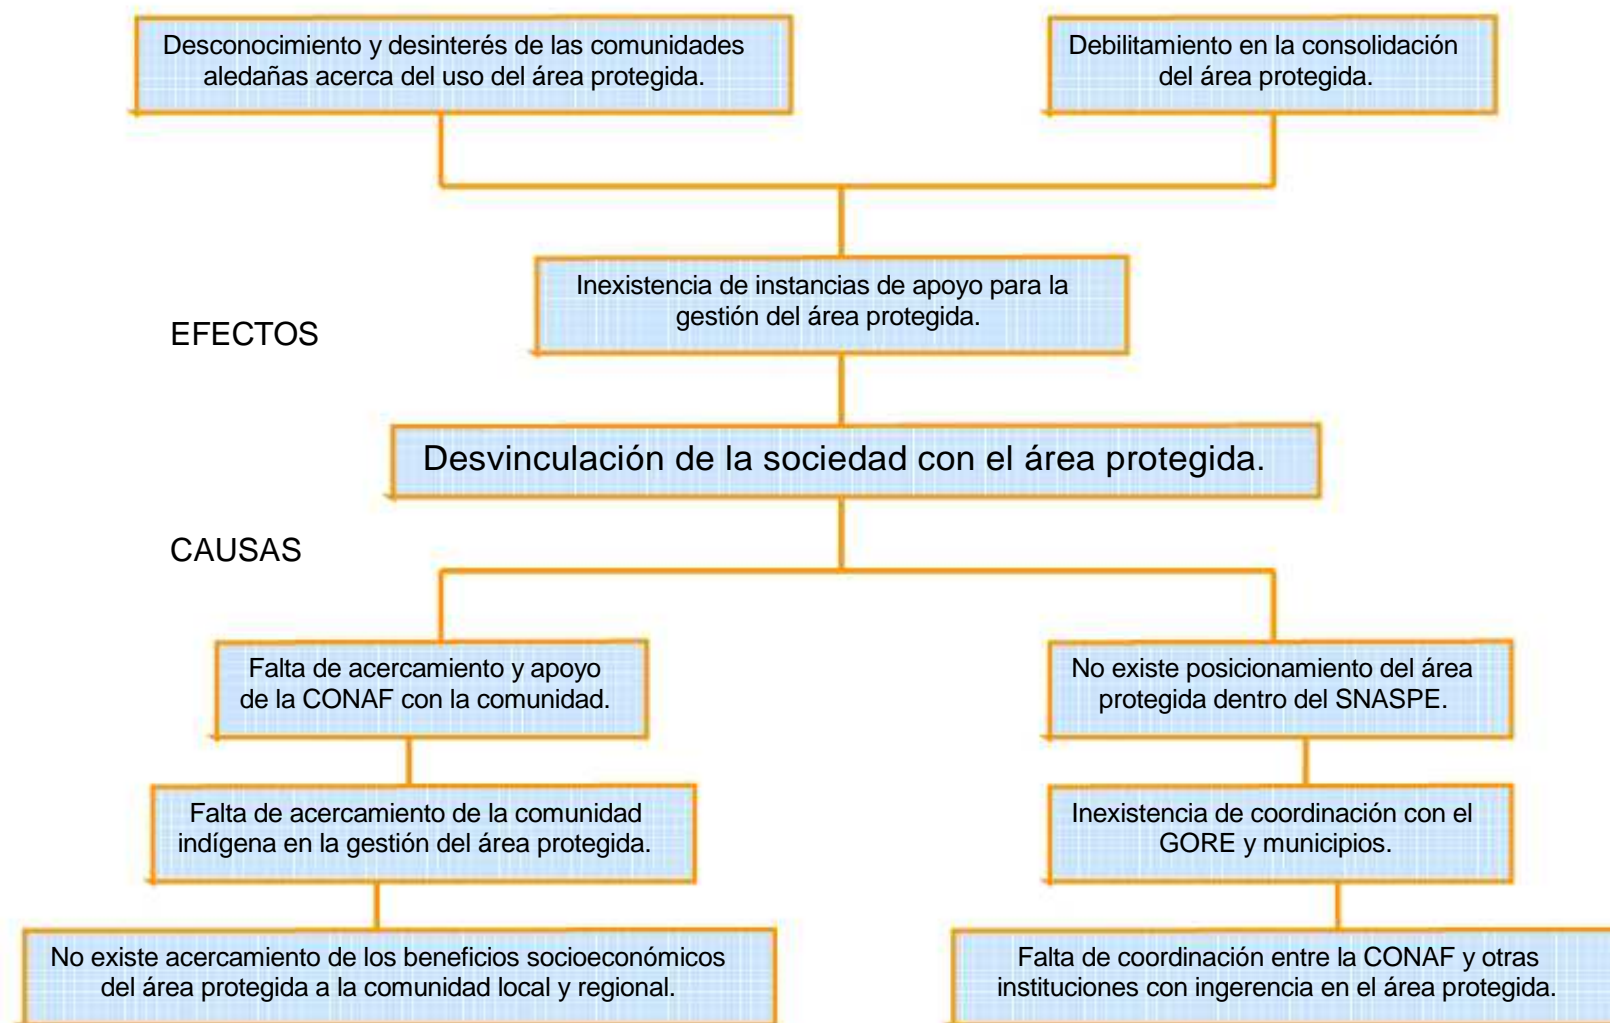 Desconocimiento y desinterés de las comunidades
aledañas acerca del uso del área protegida.
Debilitamiento en la consolidación
del área protegida.
Inexistencia de instancias de apoyo para la
gestión del área protegida.
EFECTOS
Desvinculación de la sociedad con el área protegida.
CAUSAS
Falta de acercamiento y apoyo
de la CONAF con la comunidad.
No existe posicionamiento del área
protegida dentro del SNASPE.
Falta de acercamiento de la comunidad
indígena en la gestión del área protegida.
Inexistencia de coordinación con el
GORE y municipios.
No existe acercamiento de los beneficios socioeconómicos
del área protegida a la comunidad local y regional.
Falta de coordinación entre la CONAF y otras
instituciones con ingerencia en el área protegida.